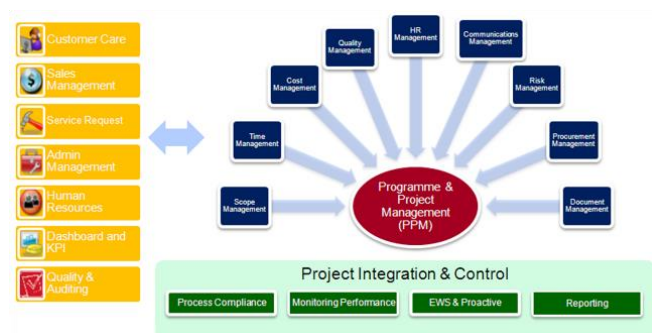 Customer Care
Sales
Management
Service Request
Admin
Management
Human
Resources
Dashboard and
KPI
Quality &
Auditing
Scope
Management
Time
Management
Cost
Management
Quality
Management
HR
Management
Communications
Management
Risk
Management
Procurement
Management
Document
Management
Programme &
Project
Management
(PPM)
Project Integration & Control
Process Compliance
Monitoring Performance
EWS & Proactive
Reporting